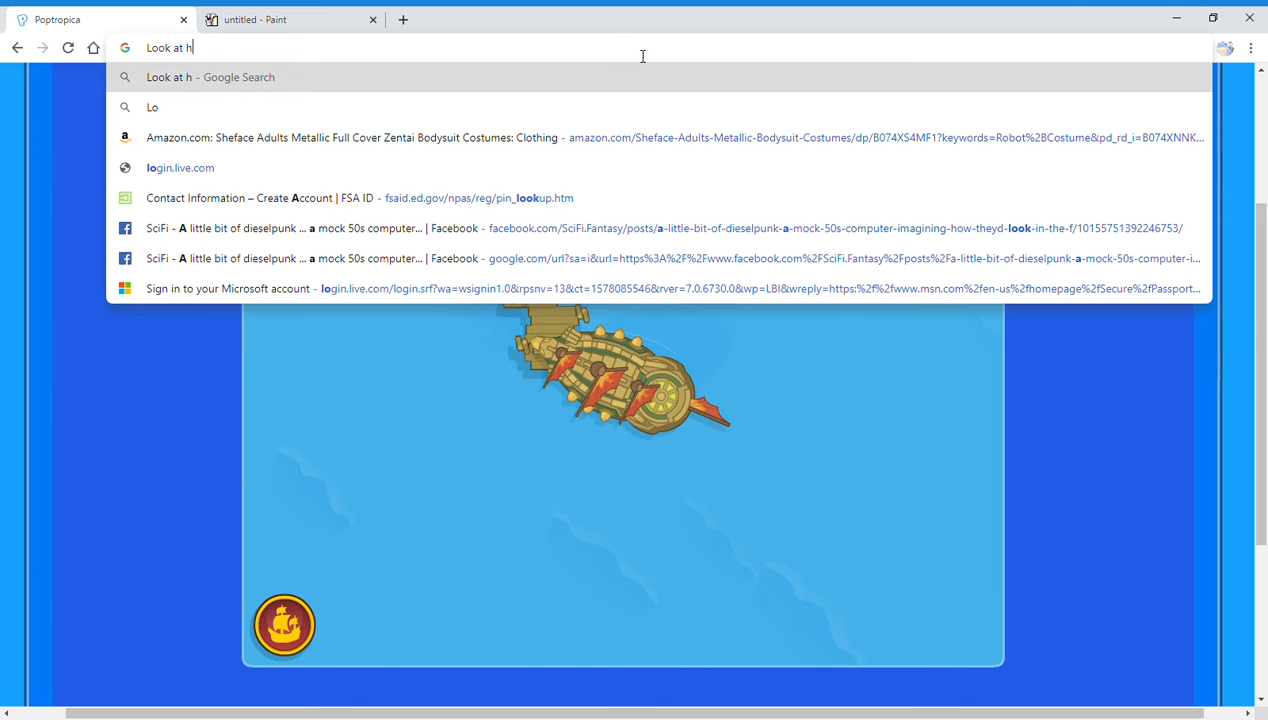 Poptropica
untitled - Paint
Look at h
Look at h - Google Search
Lo
Amazon.com: Sheface Adults Metallic Full Cover Zentai Bodysuit Costumes: Clothing - amazon.com/Sheface-Adults-Metallic-Bodysuit-Costumes/dp/B074XS4MF1?keywords=Robot%2BCostume&pd_rd_i=B074XNNK...
login.live.com
Contact Information – Create Account | FSA ID - fsaid.ed.gov/npas/reg/pin_lookup.htm
SciFi - A little bit of dieselpunk ... a mock 50s computer... | Facebook - facebook.com/SciFi.Fantasy/posts/a-little-bit-of-dieselpunk-a-mock-50s-computer-imagining-how-theyd-look-in-the-f/10155751392246753/
SciFi - A little bit of dieselpunk ... a mock 50s computer... | Facebook - google.com/url?sa=i&url=https%3A%2F%2Fwww.facebook.com%2FSciFi.Fantasy%2Fposts%2Fa-little-bit-of-dieselpunk-a-mock-50s-computer-i...
Sign in to your Microsoft account - login.live.com/login.srf?wa=wsignin1.0&rpsnv=13&ct=1578085546&rver=7.0.6730.0&wp=LBI&wreply=https:%2f%2fwww.msn.com%2fen-us%2fhomepage%2fSecure%2fPassport...